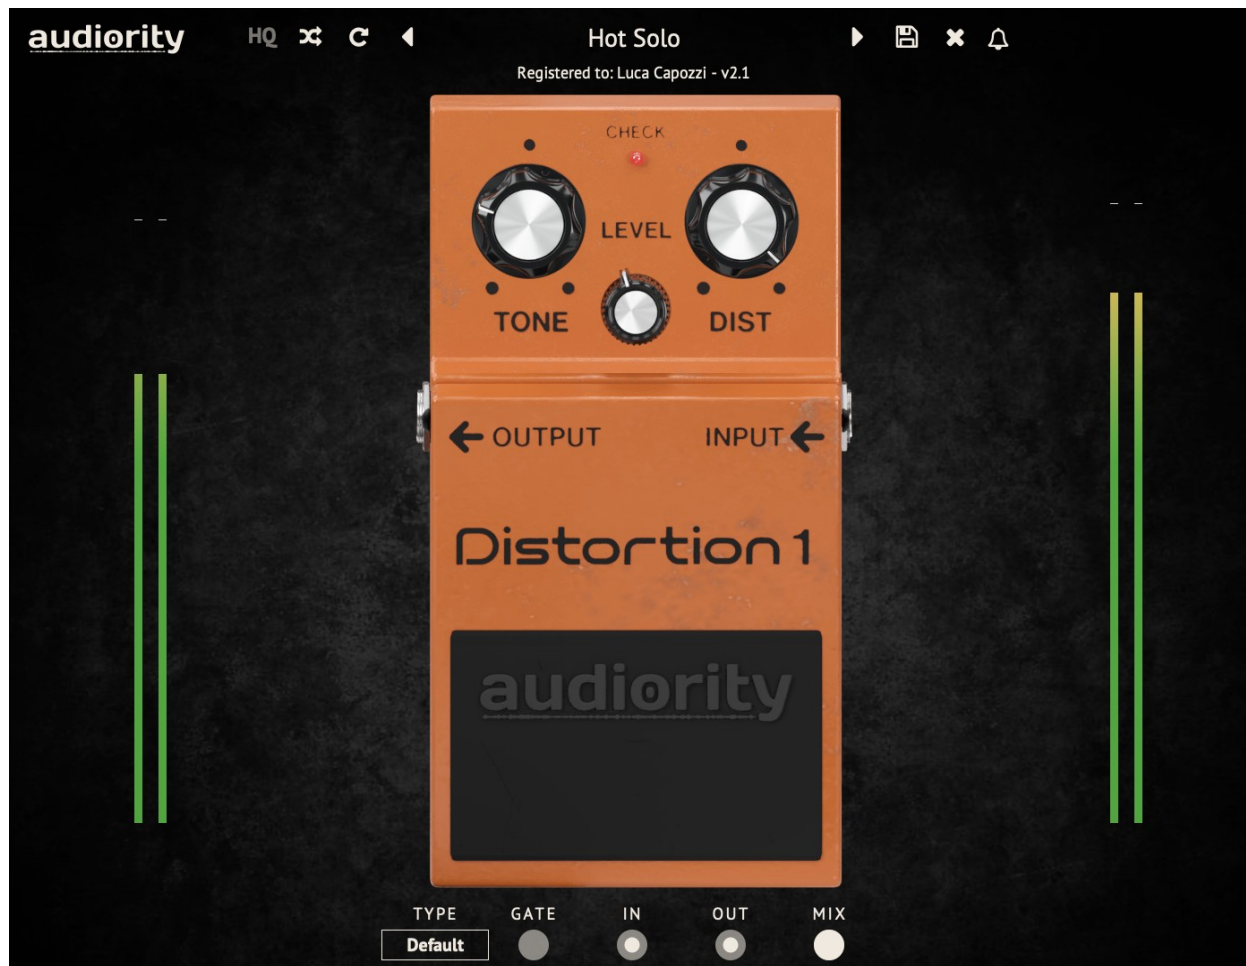 audiority
HQ
Hot Solo
Registered to: Luca Capozzi - v2.1
CHECK
LEVEL
TONE
DIST
OUTPUT
INPUT
Distortion 1
audiority
TYPE GATE IN OUT MIX
Default